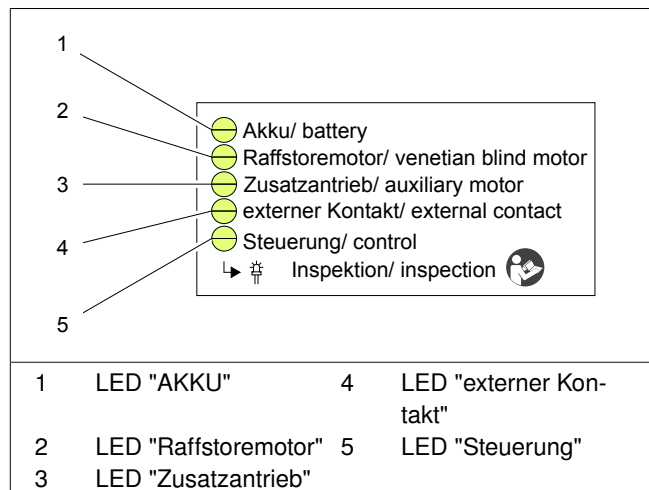 1
2
3
4
5
Akku/ battery
Raffstoremotor/ venetian blind motor
Zusatzantrieb/ auxiliary motor
externer Kontakt/ external contact
Steuerung/ control
Inspektion/ inspection
1 LED "AKKU" 4 LED "externer Kon-
takt"
2 LED "Raffstoremotor" 5 LED "Steuerung"
3 LED "Zusatzantrieb"